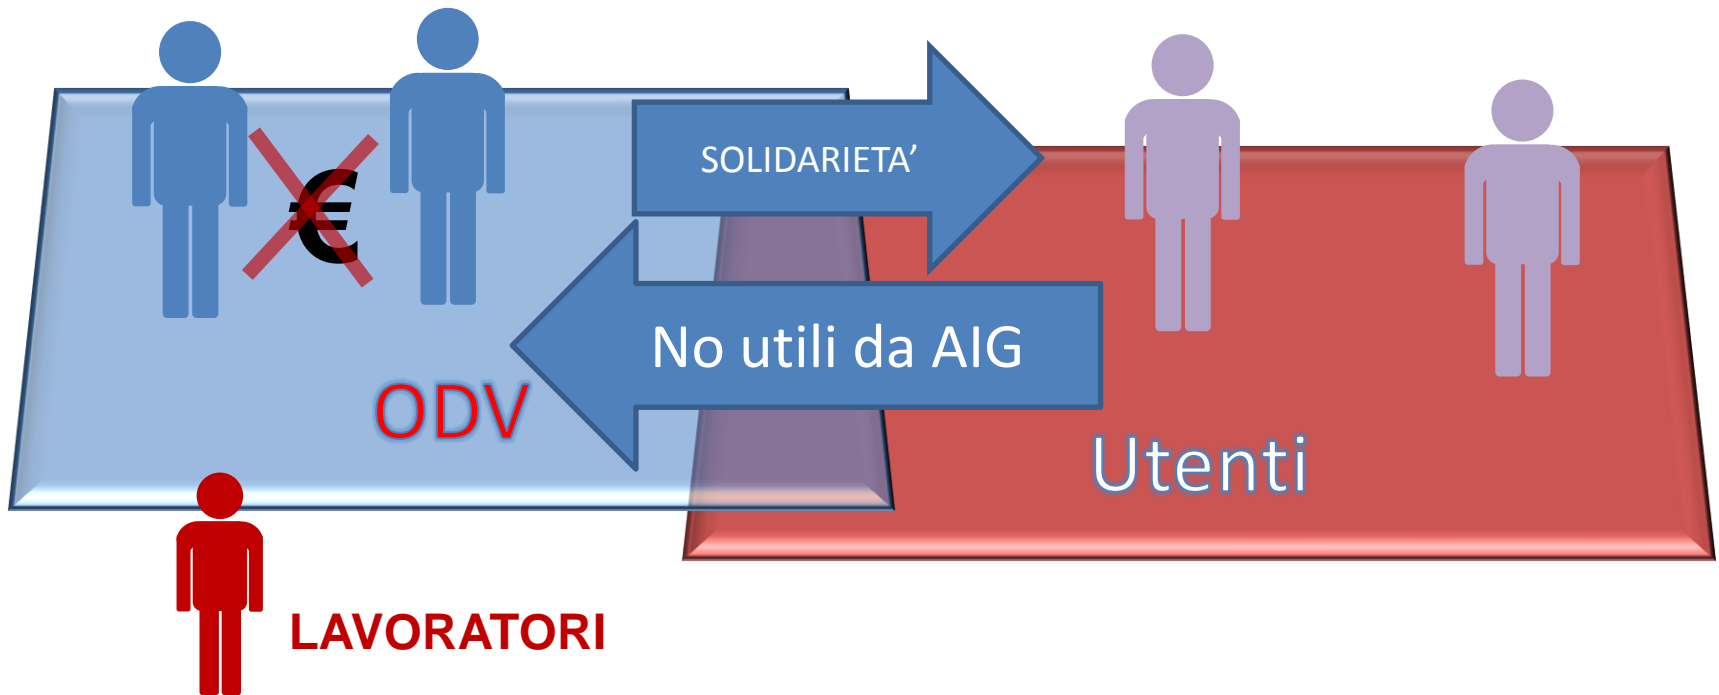 €
SOLIDARIETA’
No utili da AIG
ODV
Utenti
LAVORATORI